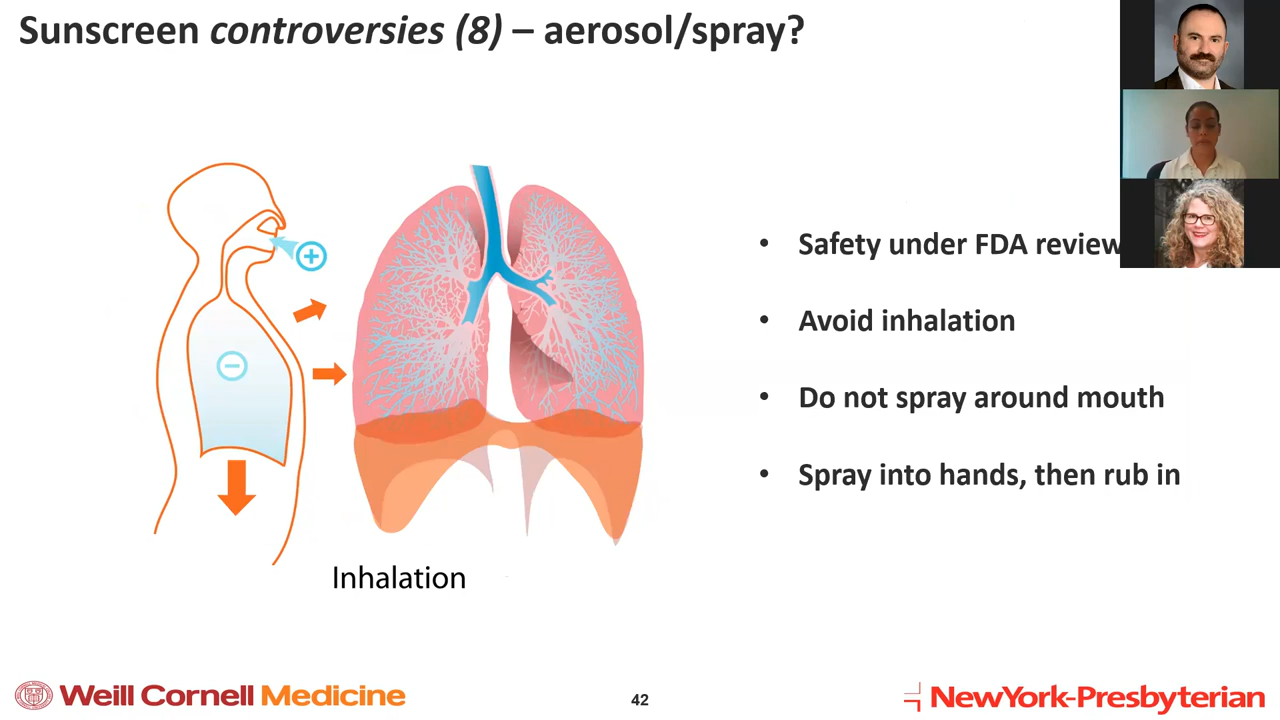 Sunscreen controversies (8) – aerosol/spray?
• Safety under FDA review
• Avoid inhalation
• Do not spray around mouth
• Spray into hands, then rub in
Inhalation
Weill Cornell Medicine
42
NewYork-Presbyterian